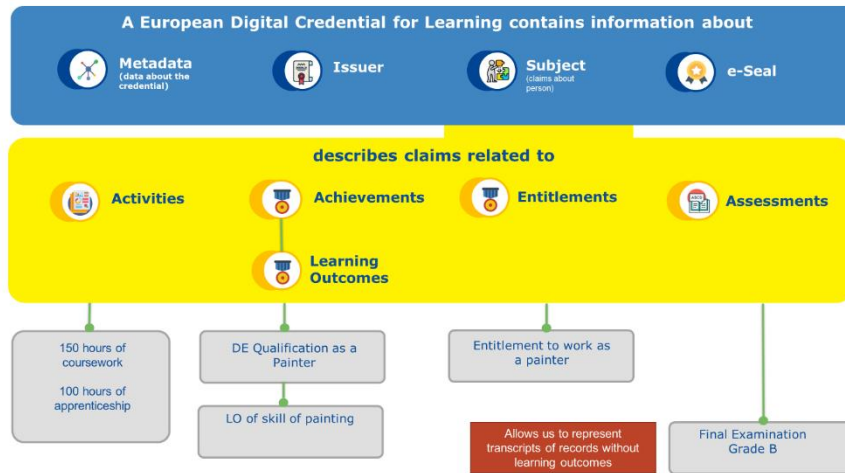 A European Digital Credential for Learning contains information about
Metadata
(data about the
credential)
Issuer
Subject
(claims about
person)
e-Seal
describes claims related to
Activities
Achievements
Entitlements
Assessments
Learning
Outcomes
150 hours of
coursework
100 hours of
apprenticeship
DE Qualification as a
Painter
LO of skill of painting
Entitlement to work as
a painter
Allows us to represent
transcripts of records without
learning outcomes
Final Examination
Grade B